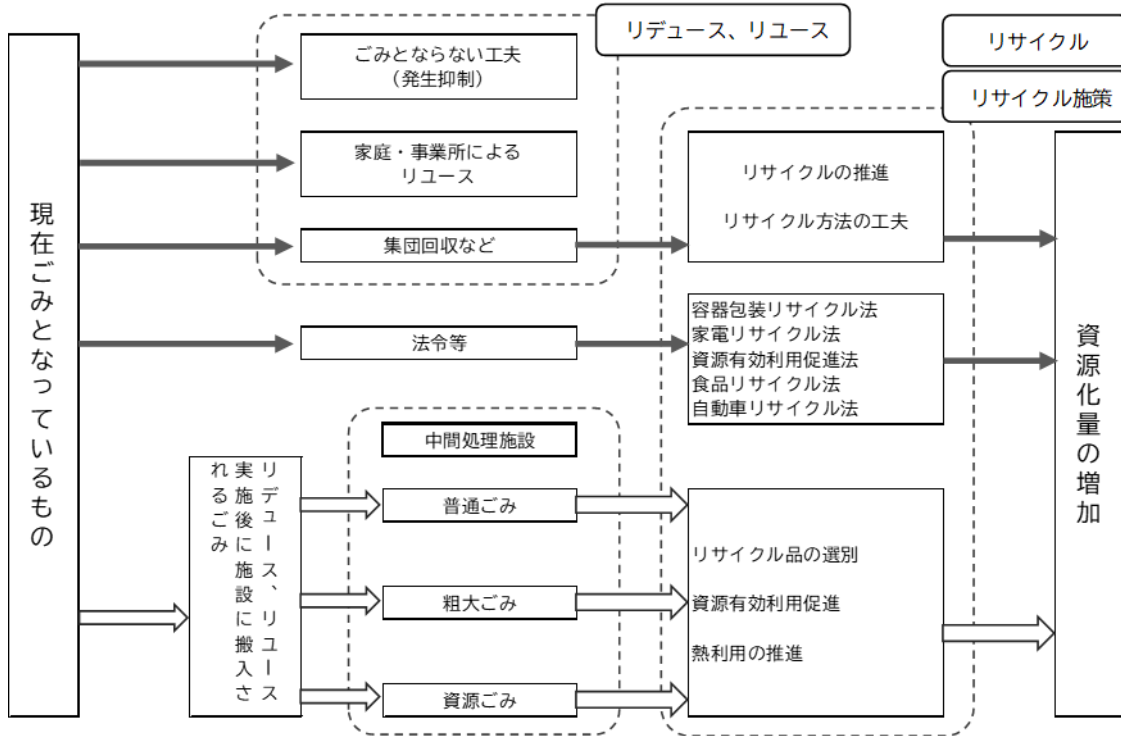 リデュース、リユース
リサイクル
リサイクル施策
現在ごみとなっているもの
ごみとならない工夫
（発生抑制）
家庭・事業所による
リユース
集団回収など
リサイクルの推進
リサイクル方法の工夫
法令等
容器包装リサイクル法
家電リサイクル法
資源有効利用促進法
食品リサイクル法
自動車リサイクル法
リデュース、リユース
実施後に施設に搬入さ
れるごみ
中間処理施設
普通ごみ
粗大ごみ
資源ごみ
リサイクル品の選別
資源有効利用促進
熱利用の推進
資源化量の増加